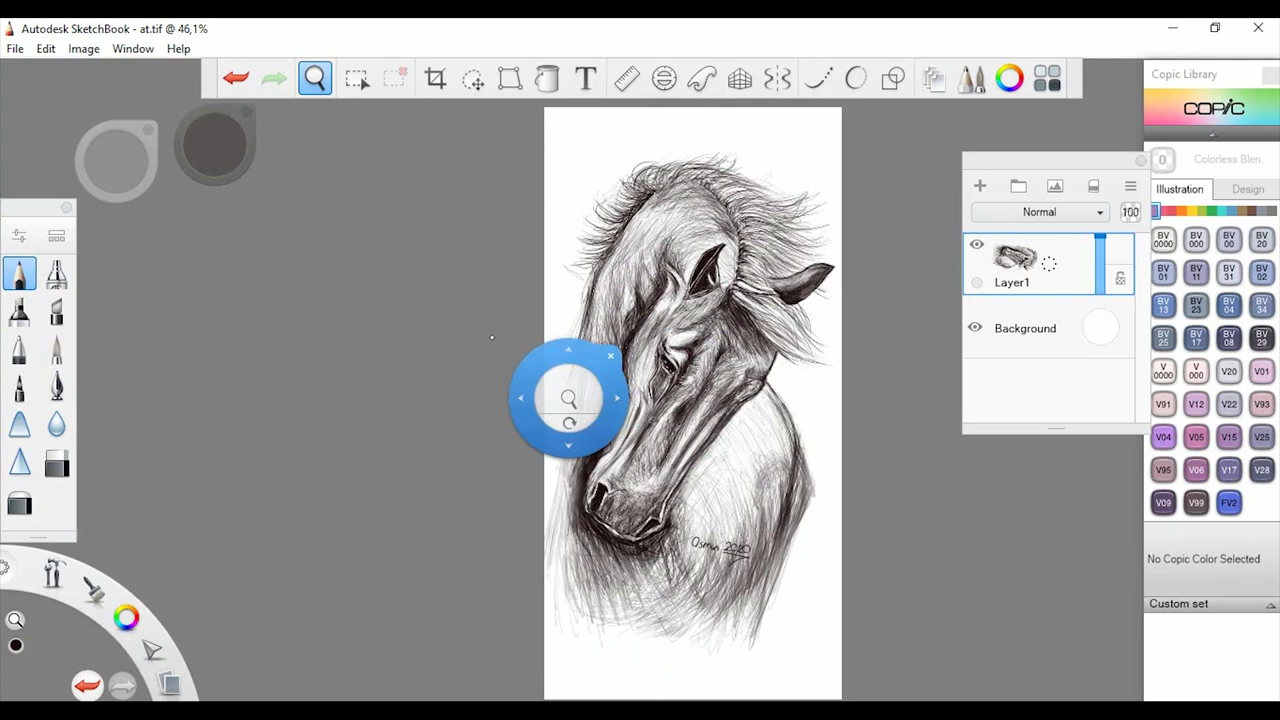 Autodesk SketchBook - at.tif @ 46,1%
File Edit Image Window Help
T
Copic Library
COPIC
0 Colorless Blen..
Illustration Design
Normal 100
Layer1
Background
BV 0000 BV 000 BV 00 BV 20
BV 01 BV 11 BV 31 BV 02
BV 13 BV 23 BV 04 BV 34
BV 25 BV 17 BV 08 BV 29
V 0000 V 000 V20 V01
V91 V12 V22 V93
V04 V05 V15 V25
V95 V06 V17 V28
V09 V99 FV2
No Copic Color Selected
Custom set
2020